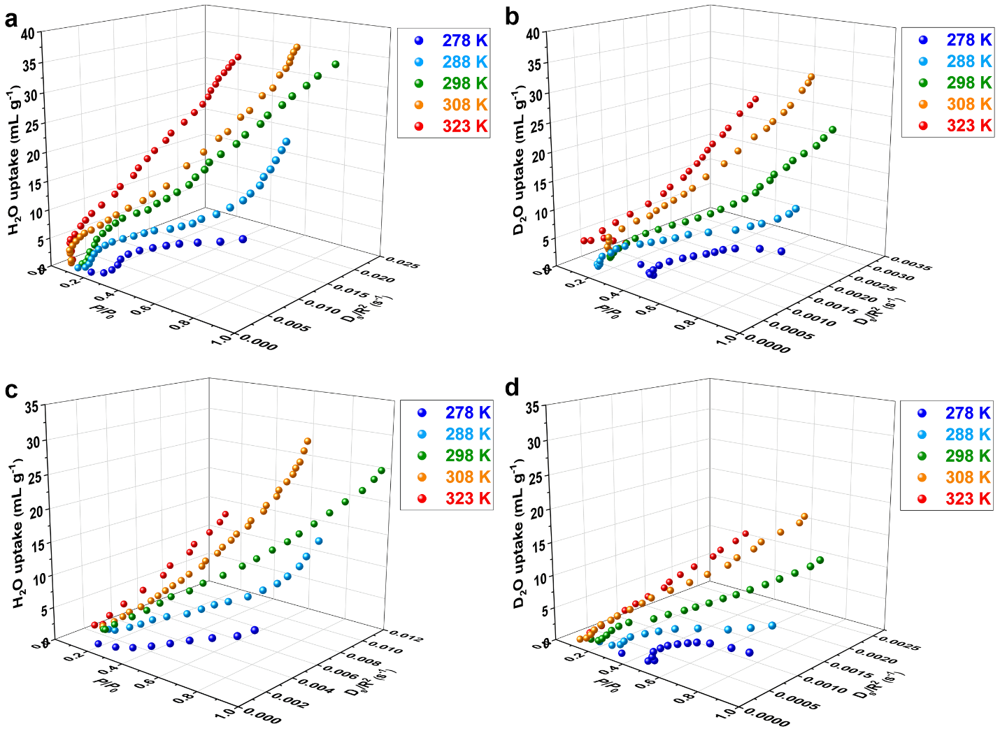 a
40
35
30
25
20
15
10
5
0
H₂O uptake (mL g⁻¹)
0.0
0.2
0.4
0.6
0.8
1.0
P/P₀
0.000
0.005
0.010
0.015
0.020
0.025
Dₛ/R² (s⁻¹)
278 K
288 K
298 K
308 K
323 K
b
40
35
30
25
20
15
10
5
0
D₂O uptake (mL g⁻¹)
0.0
0.2
0.4
0.6
0.8
1.0
P/P₀
0.0000
0.0005
0.0010
0.0015
0.0020
0.0025
0.0030
0.0035
Dₛ/R² (s⁻¹)
278 K
288 K
298 K
308 K
323 K
c
35
30
25
20
15
10
5
0
H₂O uptake (mL g⁻¹)
0.0
0.2
0.4
0.6
0.8
1.0
P/P₀
0.000
0.002
0.004
0.006
0.008
0.010
0.012
Dₛ/R² (s⁻¹)
278 K
288 K
298 K
308 K
323 K
d
35
30
25
20
15
10
5
0
D₂O uptake (mL g⁻¹)
0.0
0.2
0.4
0.6
0.8
1.0
P/P₀
0.0000
0.0005
0.0010
0.0015
0.0020
0.0025
Dₛ/R² (s⁻¹)
278 K
288 K
298 K
308 K
323 K